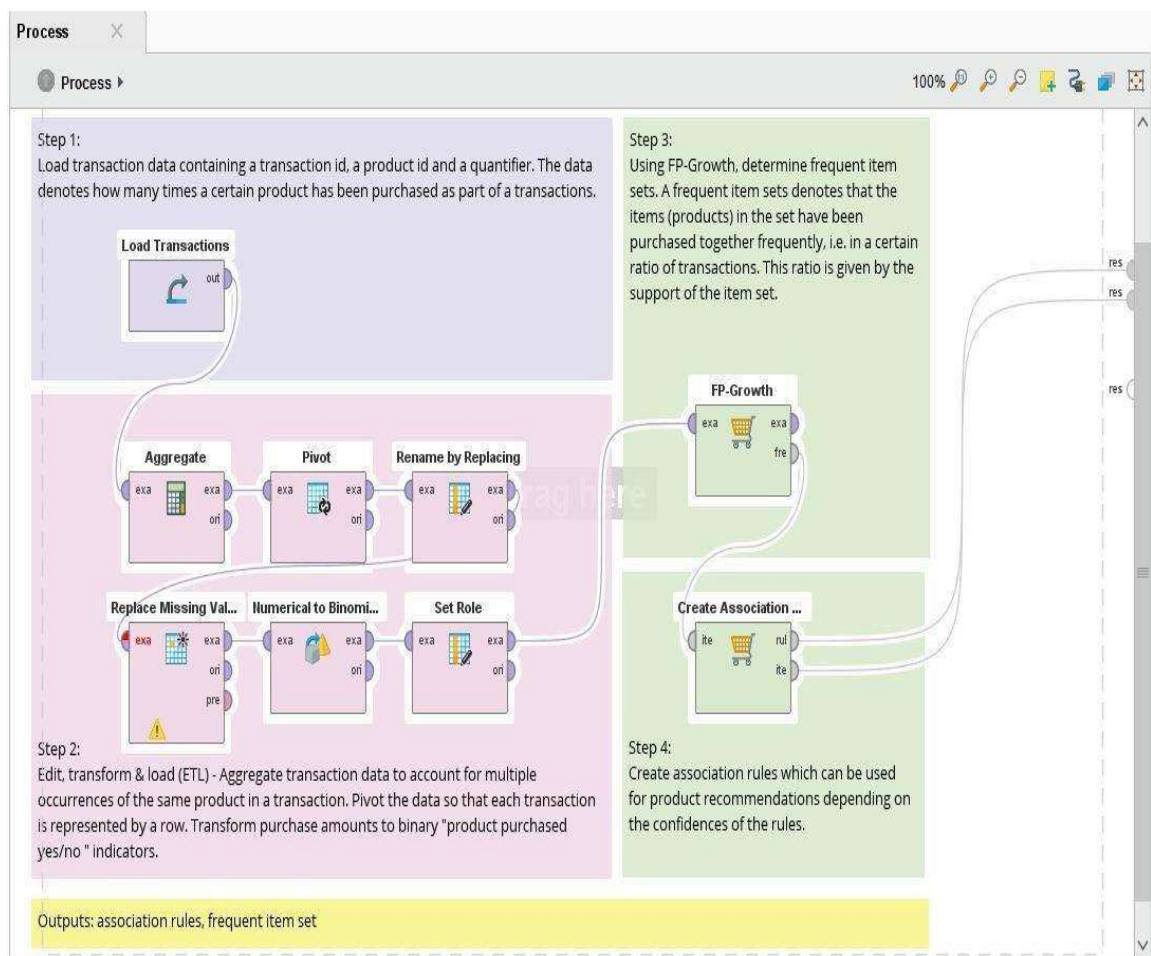 Process
Process
100%
Step 1:
Load transaction data containing a transaction id, a product id and a quantifier. The data
denotes how many times a certain product has been purchased as part of a transactions.
Load Transactions
out
Aggregate
exa
exa
ori
Pivot
exa
exa
ori
Rename by Replacing
exa
exa
ori
Replace Missing Val...
exa
exa
ori
pre
Numerical to Binomi...
exa
exa
ori
Set Role
exa
exa
ori
Step 2:
Edit, transform & load (ETL) - Aggregate transaction data to account for multiple
occurrences of the same product in a transaction. Pivot the data so that each transaction
is represented by a row. Transform purchase amounts to binary "product purchased
yes/no " indicators.
Step 3:
Using FP-Growth, determine frequent item
sets. A frequent item sets denotes that the
items (products) in the set have been
purchased together frequently, i.e. in a certain
ratio of transactions. This ratio is given by the
support of the item set.
FP-Growth
exa
exa
fre
rag here
Create Association ...
ite
rul
ite
Step 4:
Create association rules which can be used
for product recommendations depending on
the confidences of the rules.
res
res
res
Outputs: association rules, frequent item set